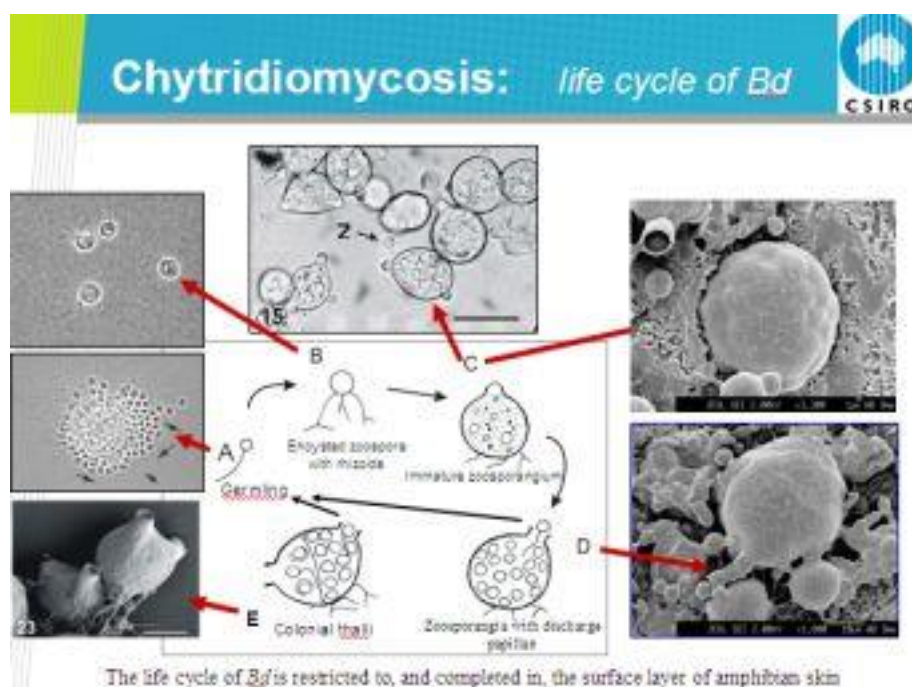 Chytridiomycosis: life cycle of Bd
CSIRO
Z
15
B
C
Encysted zoospore
with rhizoids
Immature zoosporangium
A
Germling
D
E
Colonial thalli
Zoosporangia with discharge
papillae
23
The life cycle of Bd is restricted to, and completed in, the surface layer of amphibian skin